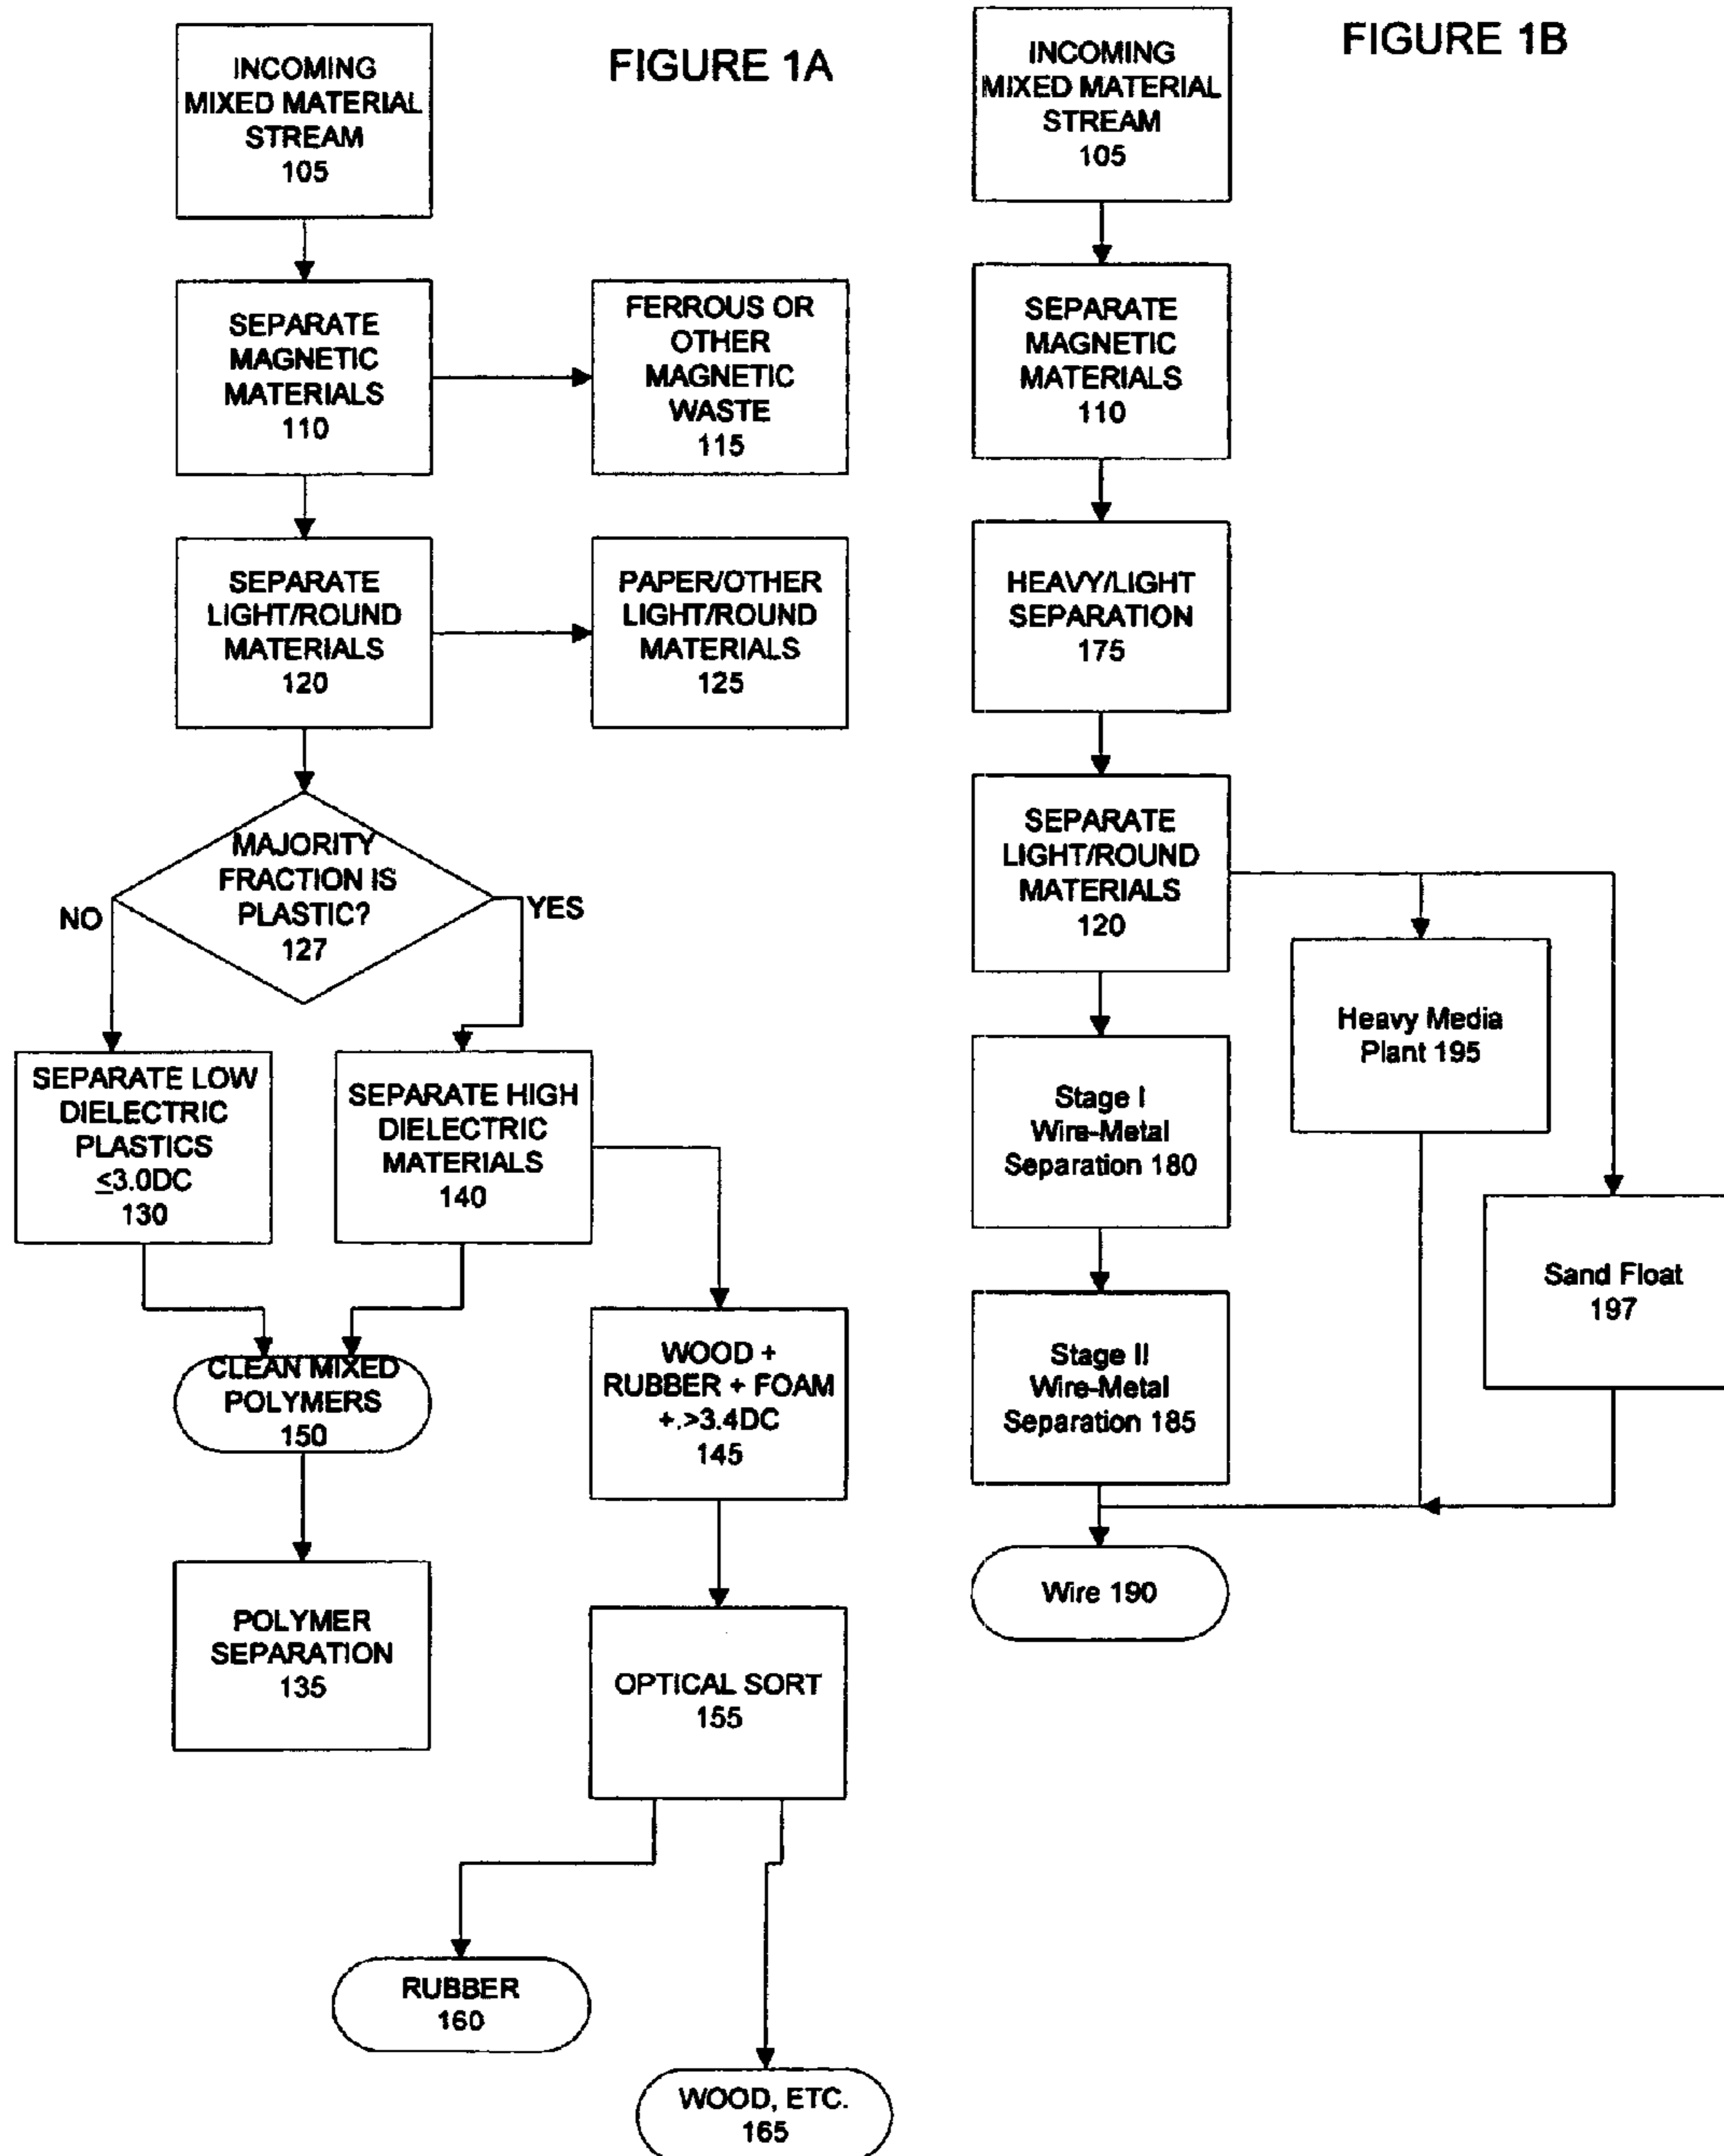 FIGURE 1A
INCOMING
MIXED MATERIAL
STREAM
105
SEPARATE
MAGNETIC
MATERIALS
110
FERROUS OR
OTHER
MAGNETIC
WASTE
115
SEPARATE
LIGHT/ROUND
MATERIALS
120
PAPER/OTHER
LIGHT/ROUND
MATERIALS
125
MAJORITY
FRACTION IS
PLASTIC?
127
NO
YES
SEPARATE LOW
DIELECTRIC
PLASTICS
≤3.0DC
130
SEPARATE HIGH
DIELECTRIC
MATERIALS
140
CLEAN MIXED
POLYMERS
150
WOOD +
RUBBER + FOAM
+.>3.4DC
145
POLYMER
SEPARATION
135
OPTICAL SORT
155
RUBBER
160
WOOD, ETC.
165
FIGURE 1B
INCOMING
MIXED MATERIAL
STREAM
105
SEPARATE
MAGNETIC
MATERIALS
110
HEAVY/LIGHT
SEPARATION
175
SEPARATE
LIGHT/ROUND
MATERIALS
120
Heavy Media
Plant 195
Stage I
Wire-Metal
Separation 180
Sand Float
197
Stage II
Wire-Metal
Separation 185
Wire 190